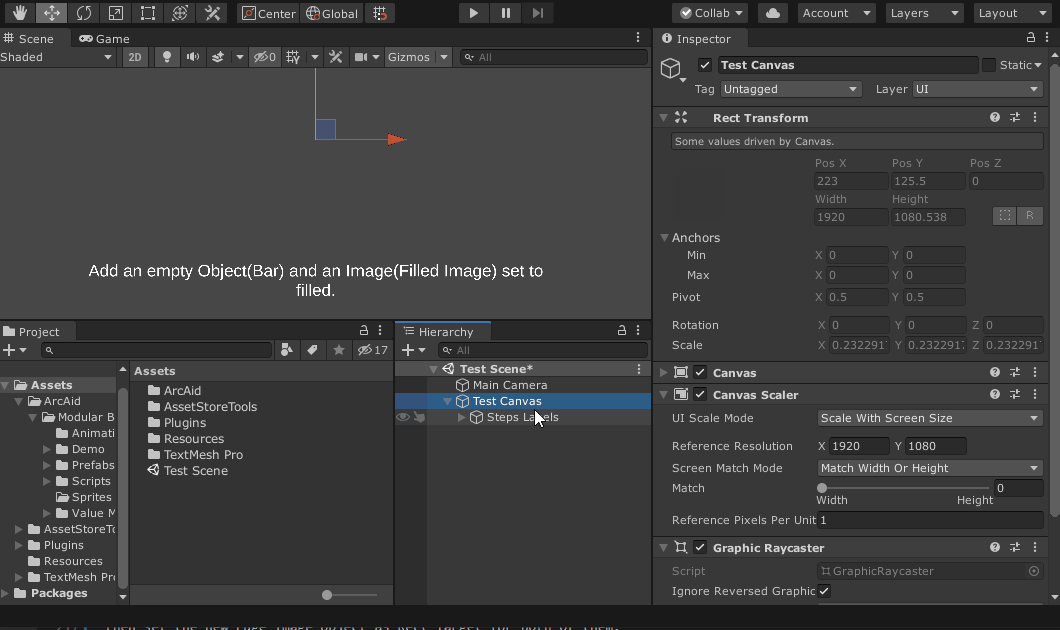 Center Global Collab Account Layers Layout
Scene Game
Inspector
Shaded 2D 0 Gizmos All
Test Canvas Static
Tag Untagged Layer UI
Rect Transform
Some values driven by Canvas.
Pos X Pos Y Pos Z
223 125.5 0
Width Height
1920 1080.538 R
Anchors
Min X 0 Y 0
Max X 0 Y 0
Pivot X 0.5 Y 0.5
Rotation X 0 Y 0 Z 0
Scale X 0.232291 Y 0.232291 Z 0.232291
Canvas
Canvas Scaler
UI Scale Mode Scale With Screen Size
Reference Resolution X 1920 Y 1080
Screen Match Mode Match Width Or Height
Match 0
Width Height
Reference Pixels Per Unit 1
Graphic Raycaster
Script GraphicRaycaster
Ignore Reversed Graphic
Add an empty Object(Bar) and an Image(Filled Image) set to
filled.
Project
17
Assets
ArcAid
Modular B
Animati
Demo
Prefabs
Scripts
Sprites
Value M
AssetStoreTo
Plugins
Resources
TextMesh Pro
Packages
Assets
ArcAid
AssetStoreTools
Plugins
Resources
TextMesh Pro
Test Scene
Hierarchy
All
Test Scene*
Main Camera
Test Canvas
Steps Labels